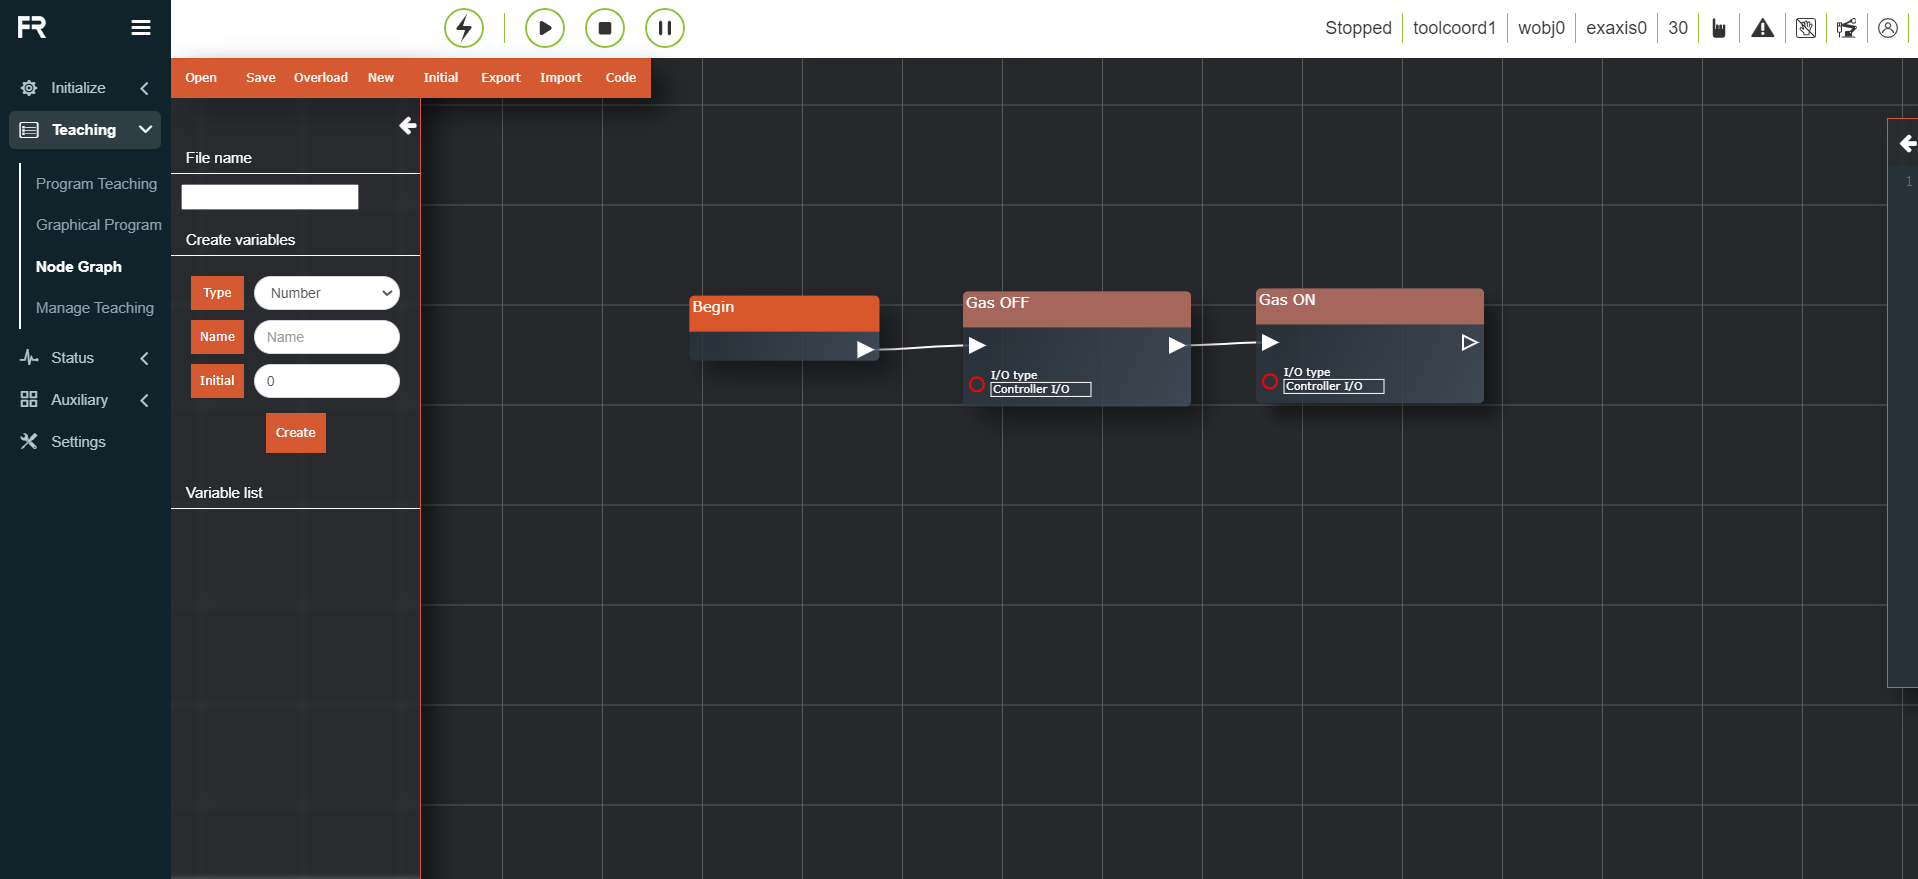 FR
Stopped
toolcoord1
wobj0
exaxis0
30
Open
Save
Overload
New
Initial
Export
Import
Code
Initialize
Teaching
Program Teaching
Graphical Program
Node Graph
Manage Teaching
Status
Auxiliary
Settings
File name
Create variables
Type
Number
Name
Name
Initial
0
Create
Variable list
Begin
Gas OFF
I/O type
Controller I/O
Gas ON
I/O type
Controller I/O
1